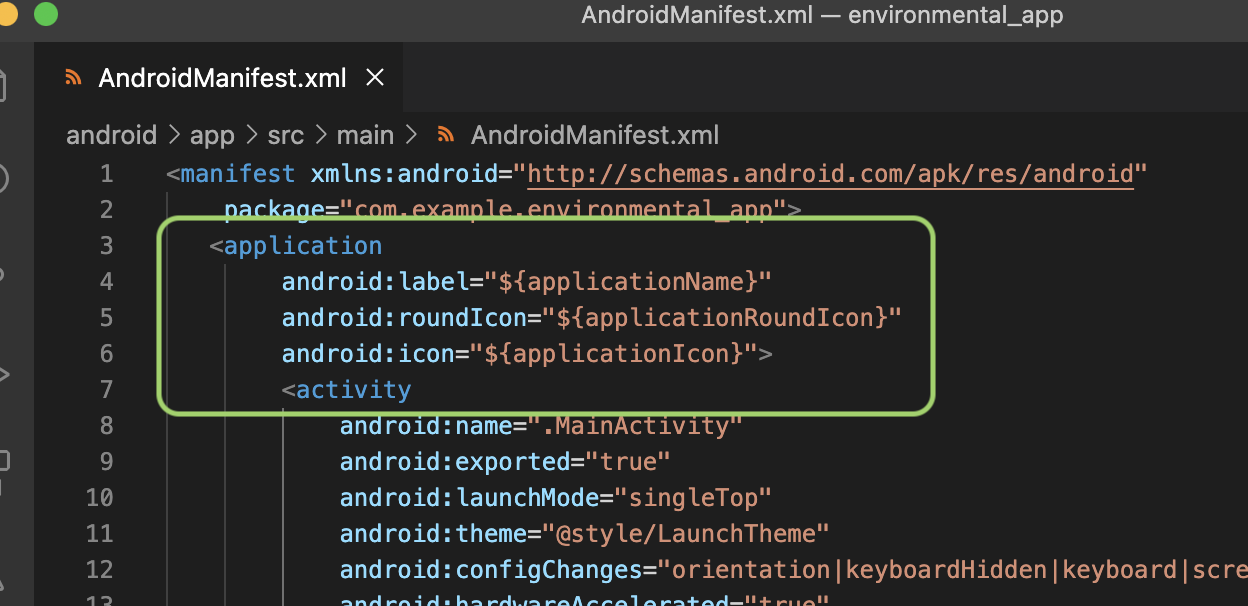 AndroidManifest.xml — environmental_app
AndroidManifest.xml
android > app > src > main > AndroidManifest.xml
1 <manifest xmlns:android="http://schemas.android.com/apk/res/android"
2 package="com.example.environmental_app">
3 <application
4 android:label="${applicationName}"
5 android:roundIcon="${applicationRoundIcon}"
6 android:icon="${applicationIcon}">
7 <activity
8 android:name=".MainActivity"
9 android:exported="true"
10 android:launchMode="singleTop"
11 android:theme="@style/LaunchTheme"
12 android:configChanges="orientation|keyboardHidden|keyboard|scre
13 android:hardwareAccelerated="true"